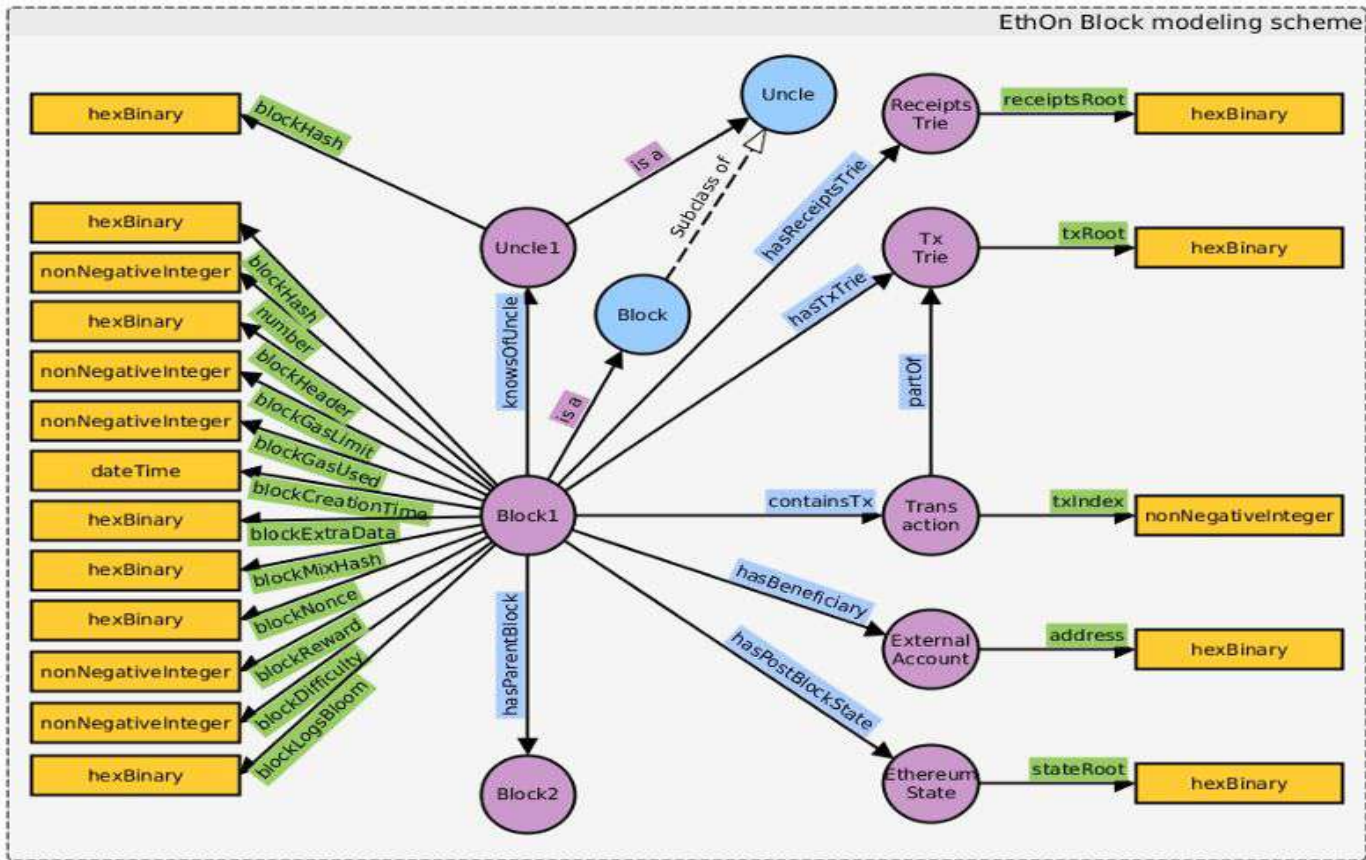 EthOn Block modeling scheme
hexBinary
blockHash
Uncle
is a
Subclass of
Receipts
Trie
receiptsRoot
hexBinary
Uncle1
hasReceiptsTrie
Tx
Trie
txRoot
hexBinary
hexBinary
nonNegativeInteger
hexBinary
nonNegativeInteger
nonNegativeInteger
dateTime
hexBinary
hexBinary
hexBinary
nonNegativeInteger
nonNegativeInteger
hexBinary
blockHash
number
blockHeader
blockGasLimit
blockGasUsed
blockCreationTime
blockExtraData
blockMixHash
blockNonce
blockReward
blockDifficulty
blockLogsBloom
knowsOfUncle
Block
is a
hasTxTrie
partOf
Block1
containsTx
Trans
action
txIndex
nonNegativeInteger
hasBeneficiary
External
Account
address
hexBinary
hasParentBlock
hasPostBlockState
Block2
Ethereum
State
stateRoot
hexBinary